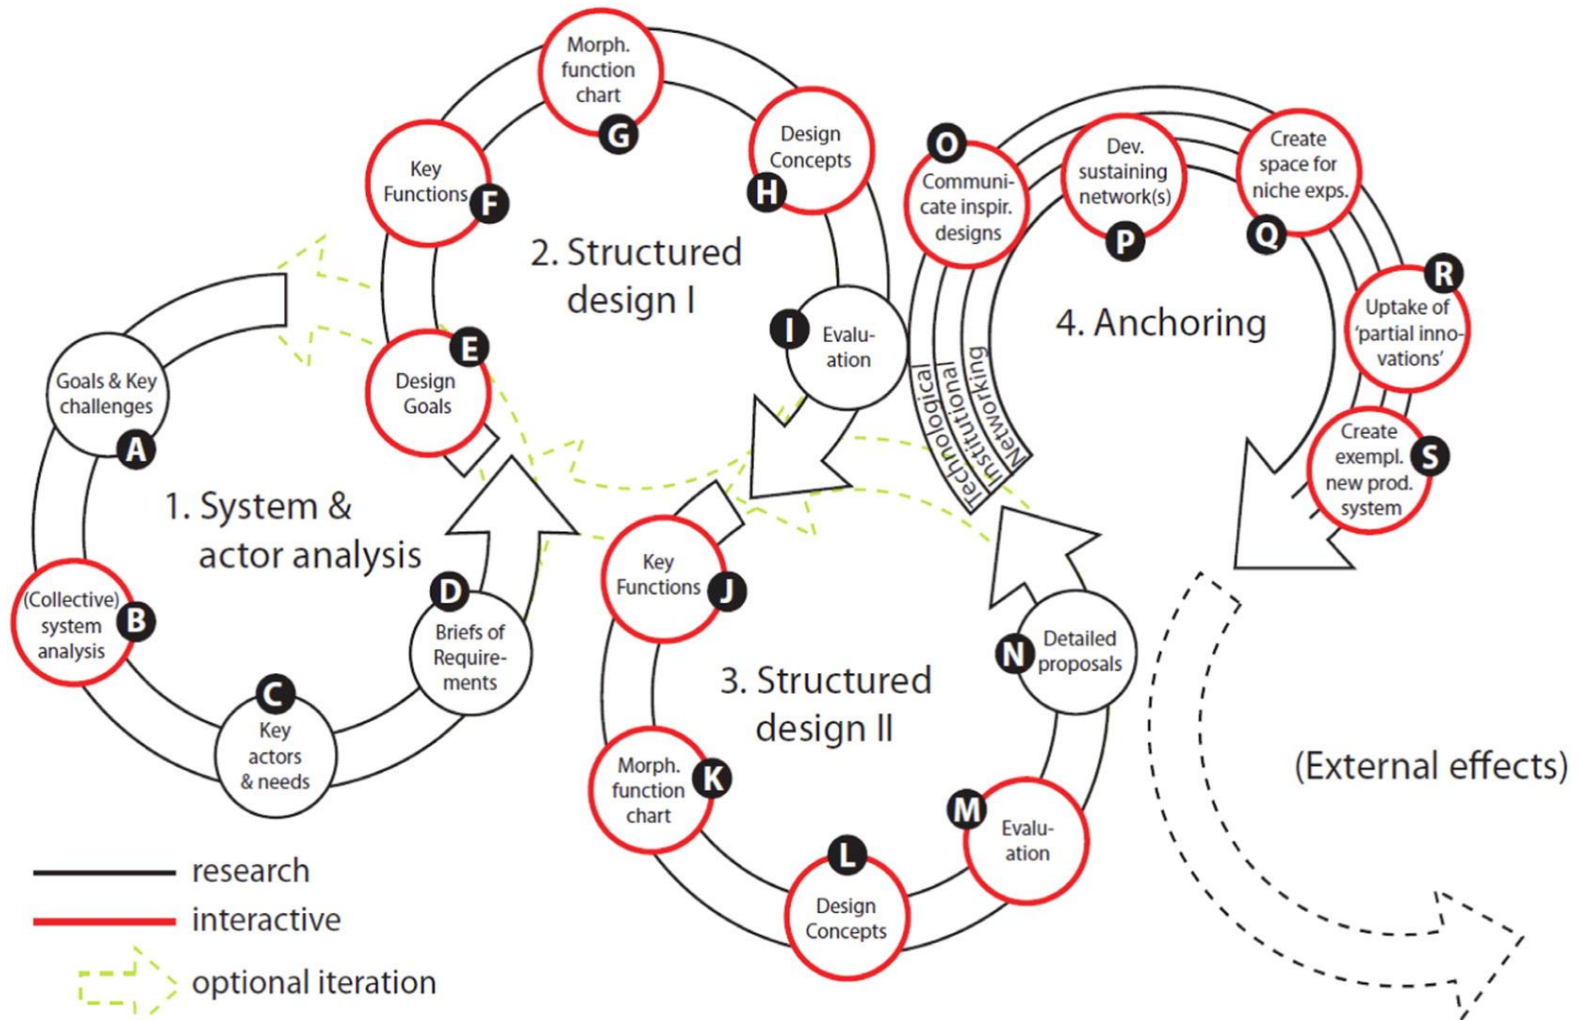 1. System &
actor analysis
Goals & Key
challenges
A
(Collective)
system
analysis
B
C
Key
actors
& needs
D
Briefs of
Require-
ments
2. Structured
design I
E
Design
Goals
Key
Functions
F
Morph.
function
chart
G
Design
Concepts
H
I
Evalu-
ation
3. Structured
design II
Key
Functions
J
Morph.
function
chart
K
L
Design
Concepts
M
Evalu-
ation
N
Detailed
proposals
4. Anchoring
Technological
Institutional
Networking
O
Communi-
cate inspir.
designs
Dev.
sustaining
network(s)
P
Create
space for
niche exps.
Q
R
Uptake of
'partial inno-
vations'
Create
exempl.
new prod.
system
S
(External effects)
research
interactive
optional iteration